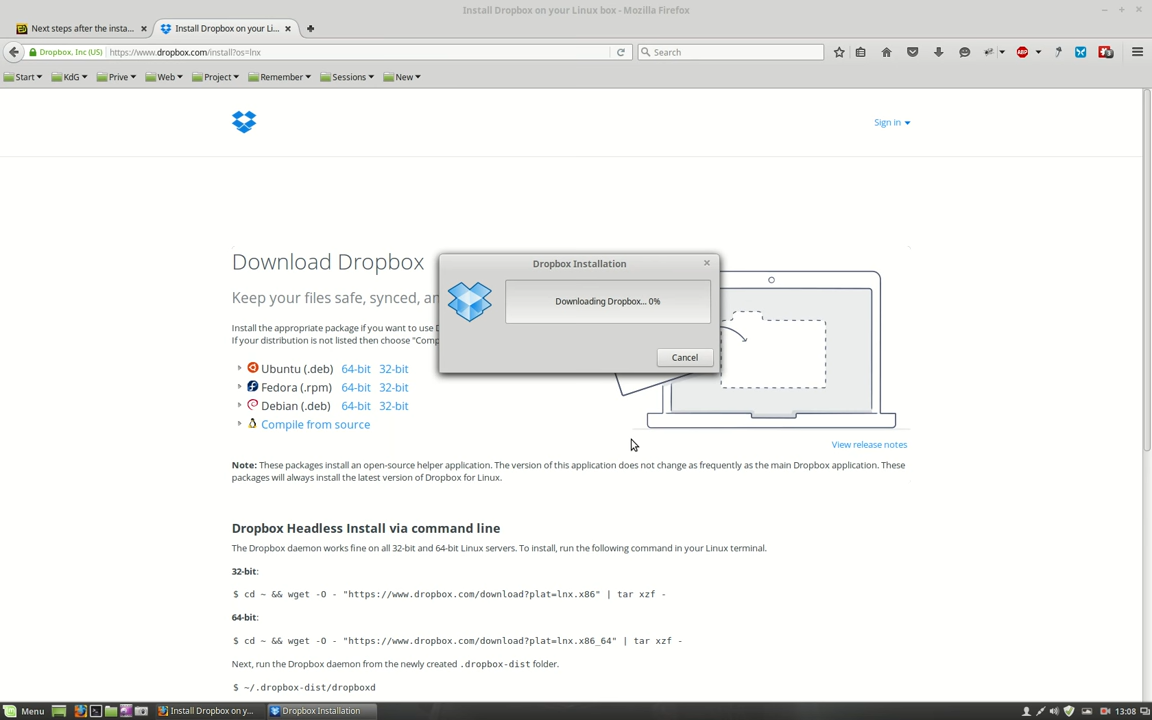 Install Dropbox on your Linux box - Mozilla Firefox
Next steps after the insta...
Install Dropbox on your Li...
Dropbox, Inc (US)
https://www.dropbox.com/install?os=lnx
Search
ABP
Start
KdG
Prive
Web
Project
Remember
Sessions
New
Sign in
Download Dropbox
Keep your files safe, synced, an
Install the appropriate package if you want to use D
If your distribution is not listed then choose "Comp
Dropbox Installation
Downloading Dropbox... 0%
Cancel
Ubuntu (.deb) 64-bit 32-bit
Fedora (.rpm) 64-bit 32-bit
Debian (.deb) 64-bit 32-bit
Compile from source
View release notes
Note: These packages install an open-source helper application. The version of this application does not change as frequently as the main Dropbox application. These
packages will always install the latest version of Dropbox for Linux.
Dropbox Headless Install via command line
The Dropbox daemon works fine on all 32-bit and 64-bit Linux servers. To install, run the following command in your Linux terminal.
32-bit:
$ cd ~ && wget -O - "https://www.dropbox.com/download?plat=lnx.x86" | tar xzf -
64-bit:
$ cd ~ && wget -O - "https://www.dropbox.com/download?plat=lnx.x86_64" | tar xzf -
Next, run the Dropbox daemon from the newly created .dropbox-dist folder.
$ ~/.dropbox-dist/dropboxd
Menu
Install Dropbox on y...
Dropbox Installation
13:08